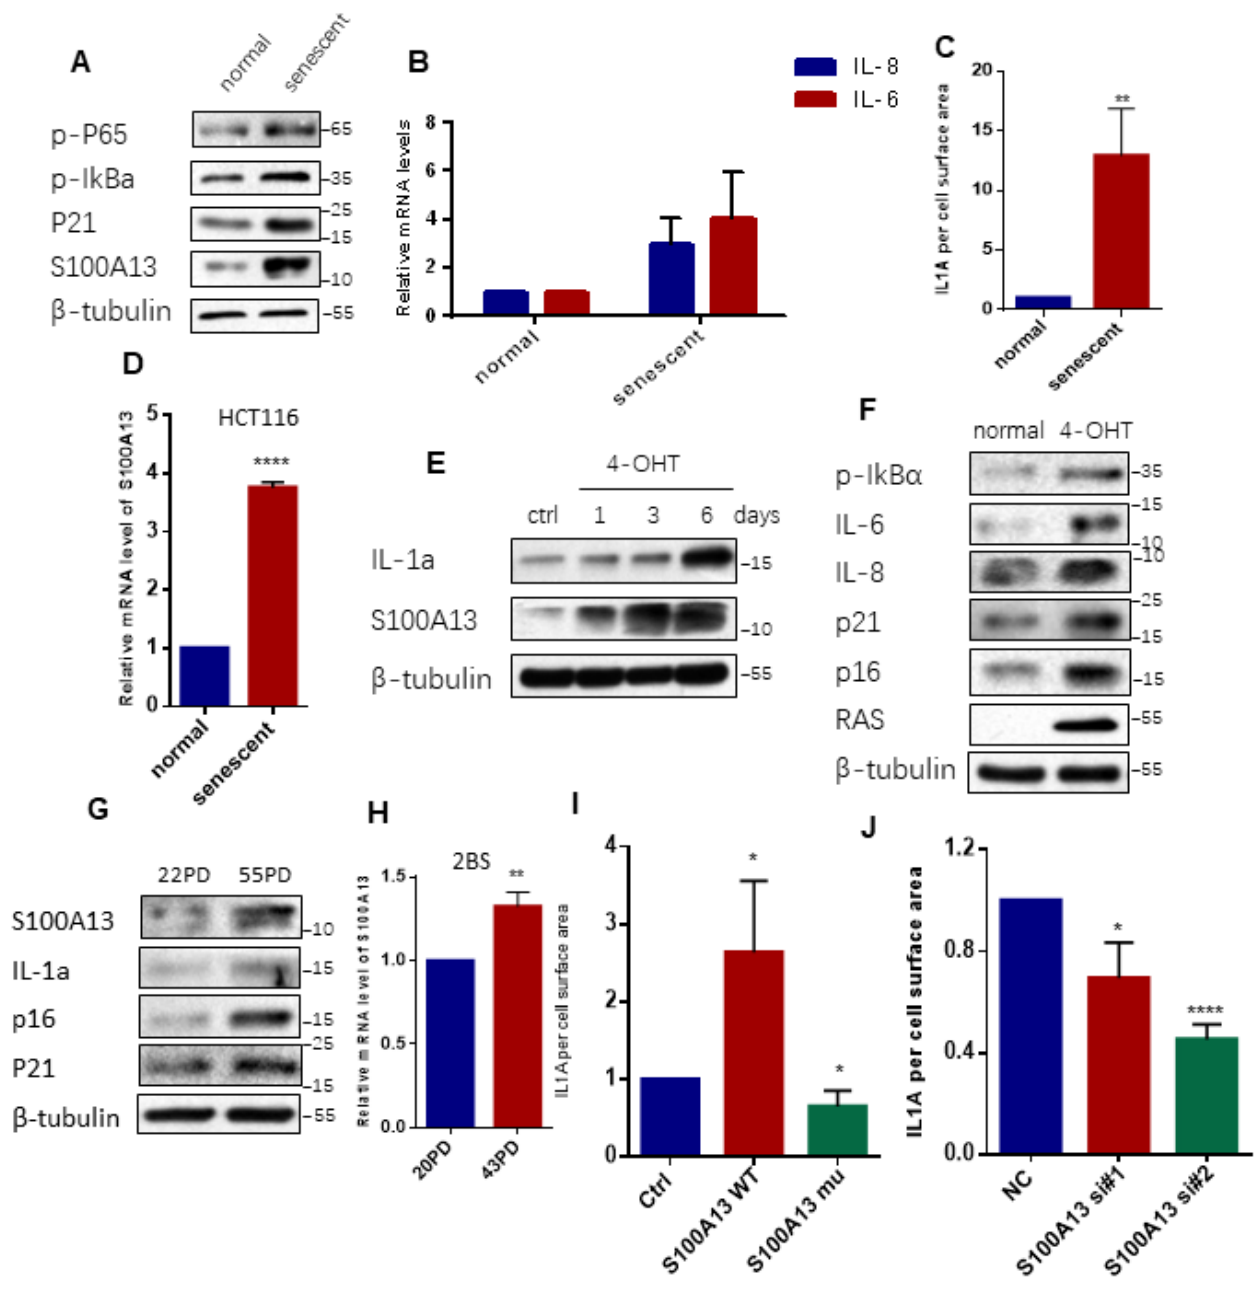 A
normal
senescent
p-P65
-65
p-IkBa
-35
P21
-25
-15
S100A13
-10
β-tubulin
-55
B
IL-8
IL-6
Relative mRNA levels
8
6
4
2
0
normal
senescent
C
IL1A per cell surface area
20
15
10
5
0
**
normal
senescent
D
HCT116
Relative mRNA level of S100A13
5
4
3
2
1
0
****
normal
senescent
E
4-OHT
ctrl 1 3 6 days
IL-1a
-15
S100A13
-10
β-tubulin
-55
F
normal 4-OHT
p-IkBα
-35
IL-6
-15
-10
IL-8
-10
p21
-25
-15
p16
-15
RAS
-55
β-tubulin
-55
G
22PD 55PD
S100A13
-10
IL-1a
-15
p16
-15
P21
-25
-15
β-tubulin
-55
H
2BS
Relative mRNA level of S100A13
1.5
1.0
0.5
0.0
**
20PD
43PD
I
IL1A per cell surface area
4
3
2
1
0
*
*
Ctrl
S100A13 WT
S100A13 mu
J
IL1A per cell surface area
1.2
0.8
0.4
0.0
*
****
NC
S100A13 si#1
S100A13 si#2